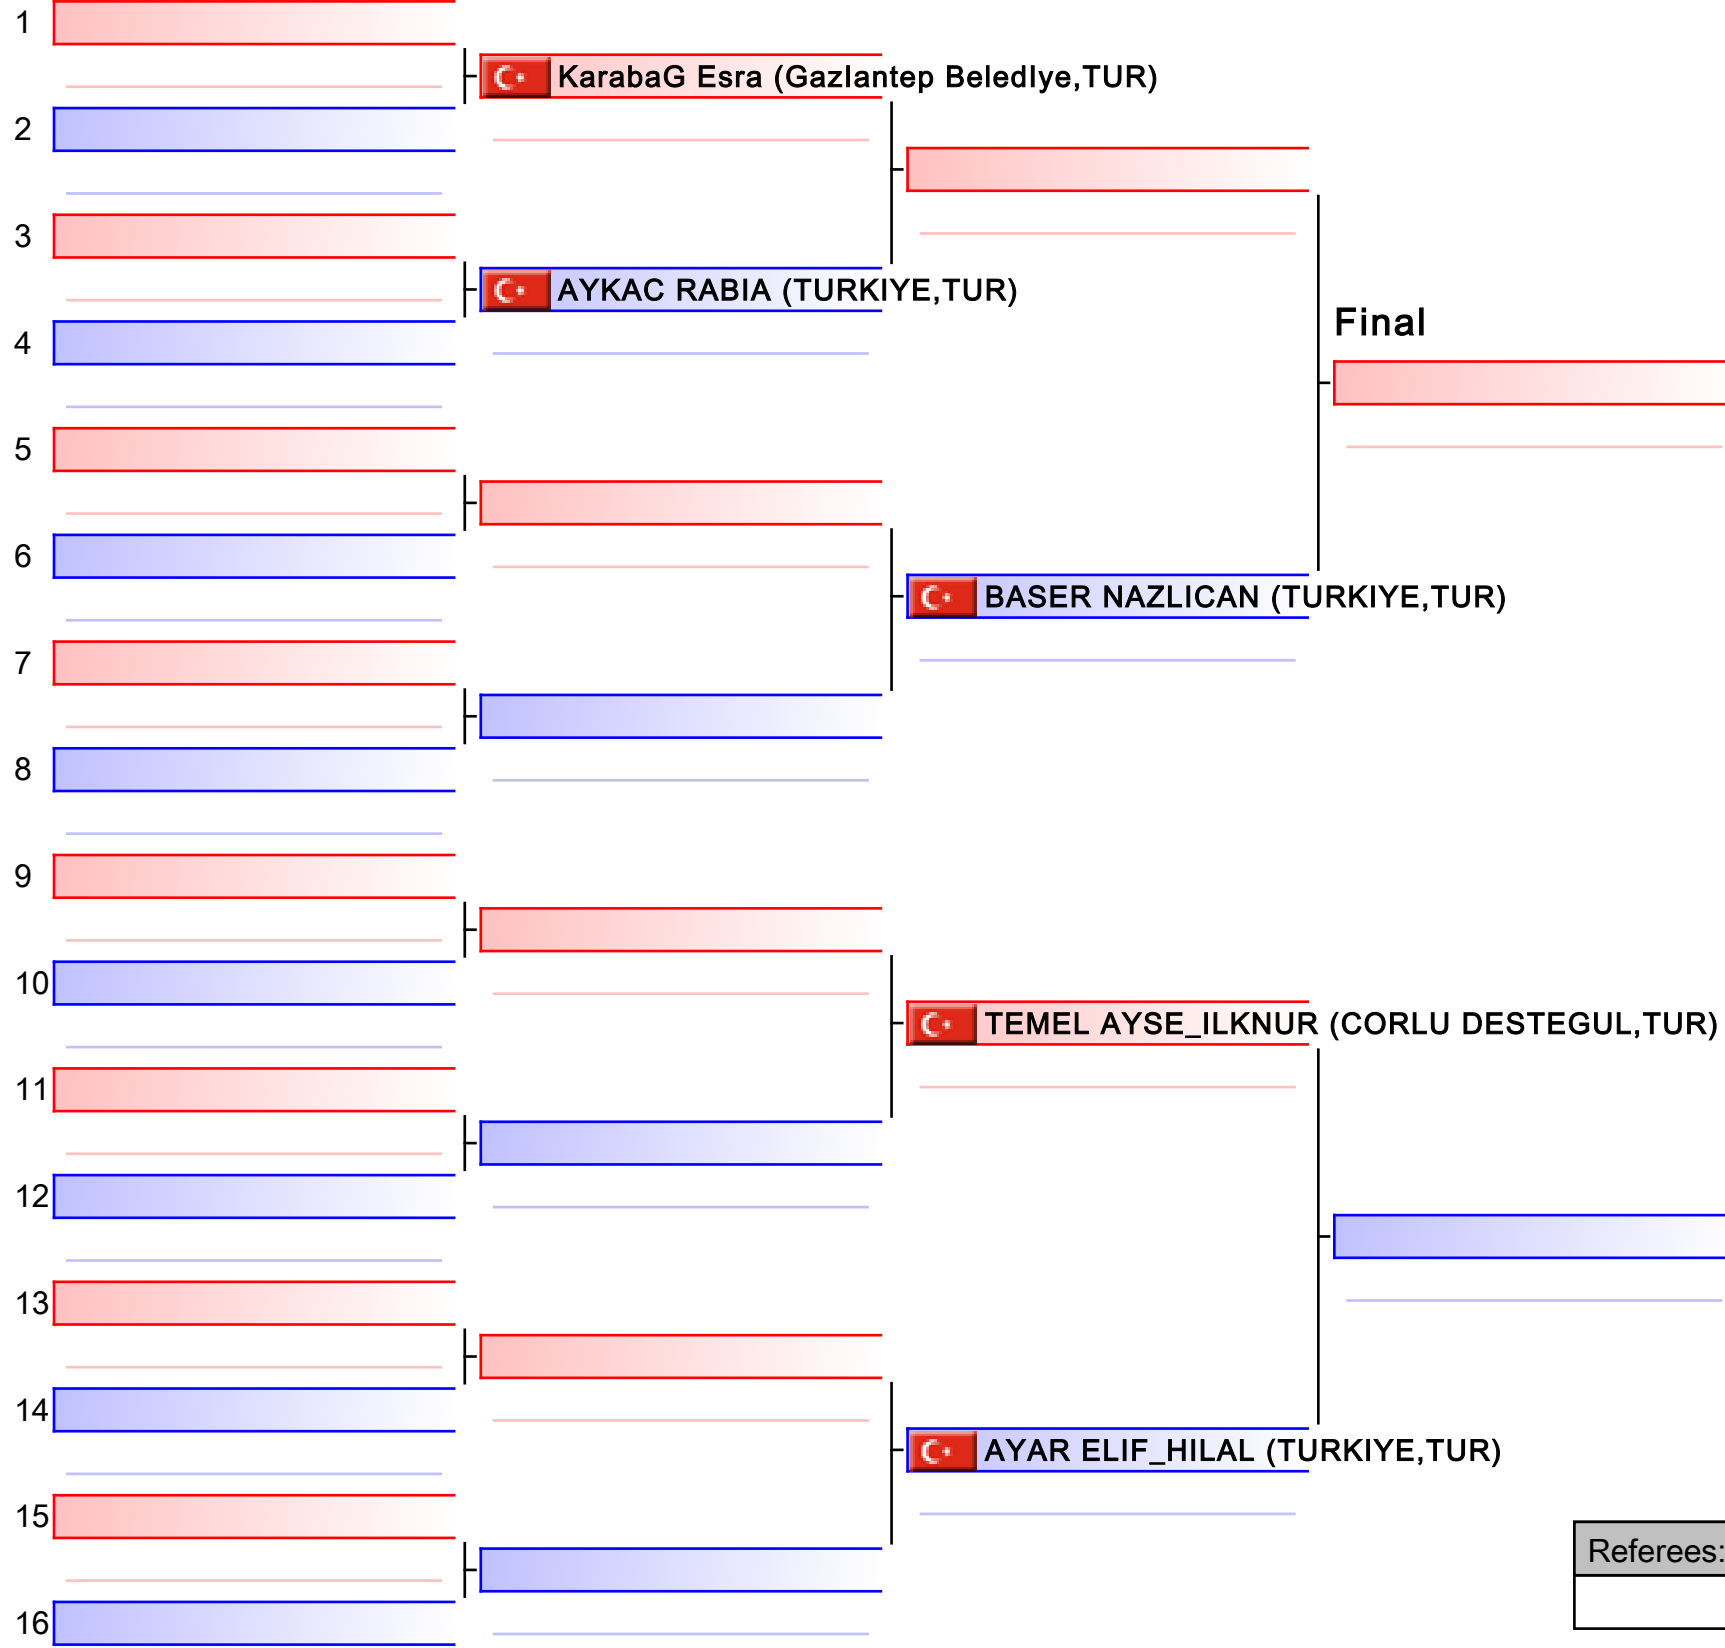 1
KarabaG Esra (GazIantep BeledIye,TUR)
2
3
AYKAC RABIA (TURKIYE,TUR)
4
Final
5
6
BASER NAZLICAN (TURKIYE,TUR)
7
8
9
10
TEMEL AYSE_ILKNUR (CORLU DESTEGUL,TUR)
11
12
13
14
AYAR ELIF_HILAL (TURKIYE,TUR)
15
Referees:
16